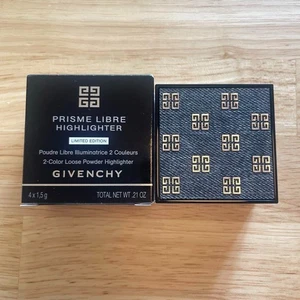 PRISME LIBRE
HIGHLIGHTER
LIMITED EDITION
Poudre Libre Illuminatrice 2 Couleurs
2-Color Loose Powder Highlighter
GIVENCHY
4 x 1,5 g TOTAL NET WT. .21 OZ